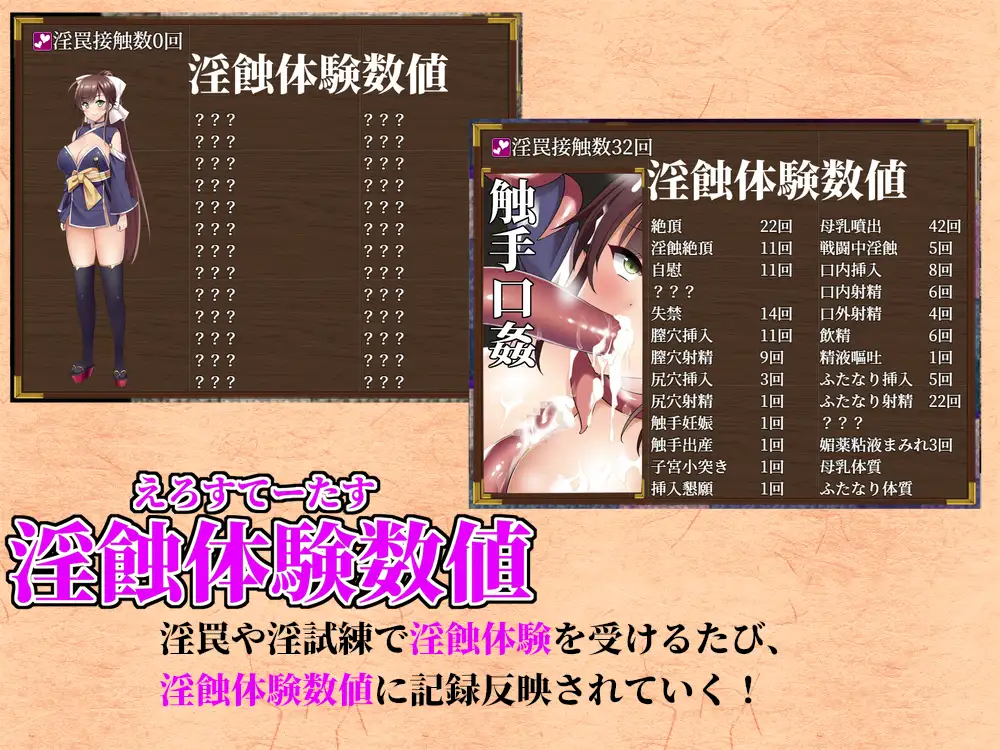 淫罠接触数0回
淫蝕体験数値
？？？ ？？？
？？？ ？？？
？？？ ？？？
？？？ ？？？
？？？ ？？？
？？？ ？？？
？？？ ？？？
？？？ ？？？
？？？ ？？？
？？？ ？？？
？？？ ？？？
？？？ ？？？
？？？ ？？？
淫罠接触数32回
淫蝕体験数値
触手口姦
絶頂 22回 母乳噴出 42回
淫蝕絶頂 11回 戦闘中淫蝕 5回
自慰 11回 口内挿入 8回
？？？ 口内射精 6回
失禁 14回 口外射精 4回
膣穴挿入 11回 飲精 6回
膣穴射精 9回 精液嘔吐 1回
尻穴挿入 3回 ふたなり挿入 5回
尻穴射精 1回 ふたなり射精 22回
触手妊娠 1回 ？？？
触手出産 1回 媚薬粘液まみれ3回
子宮小突き 1回 母乳体質
挿入懇願 1回 ふたなり体質
えろすてーたす
淫蝕体験数値
淫罠や淫試練で淫蝕体験を受けるたび、
淫蝕体験数値に記録反映されていく！